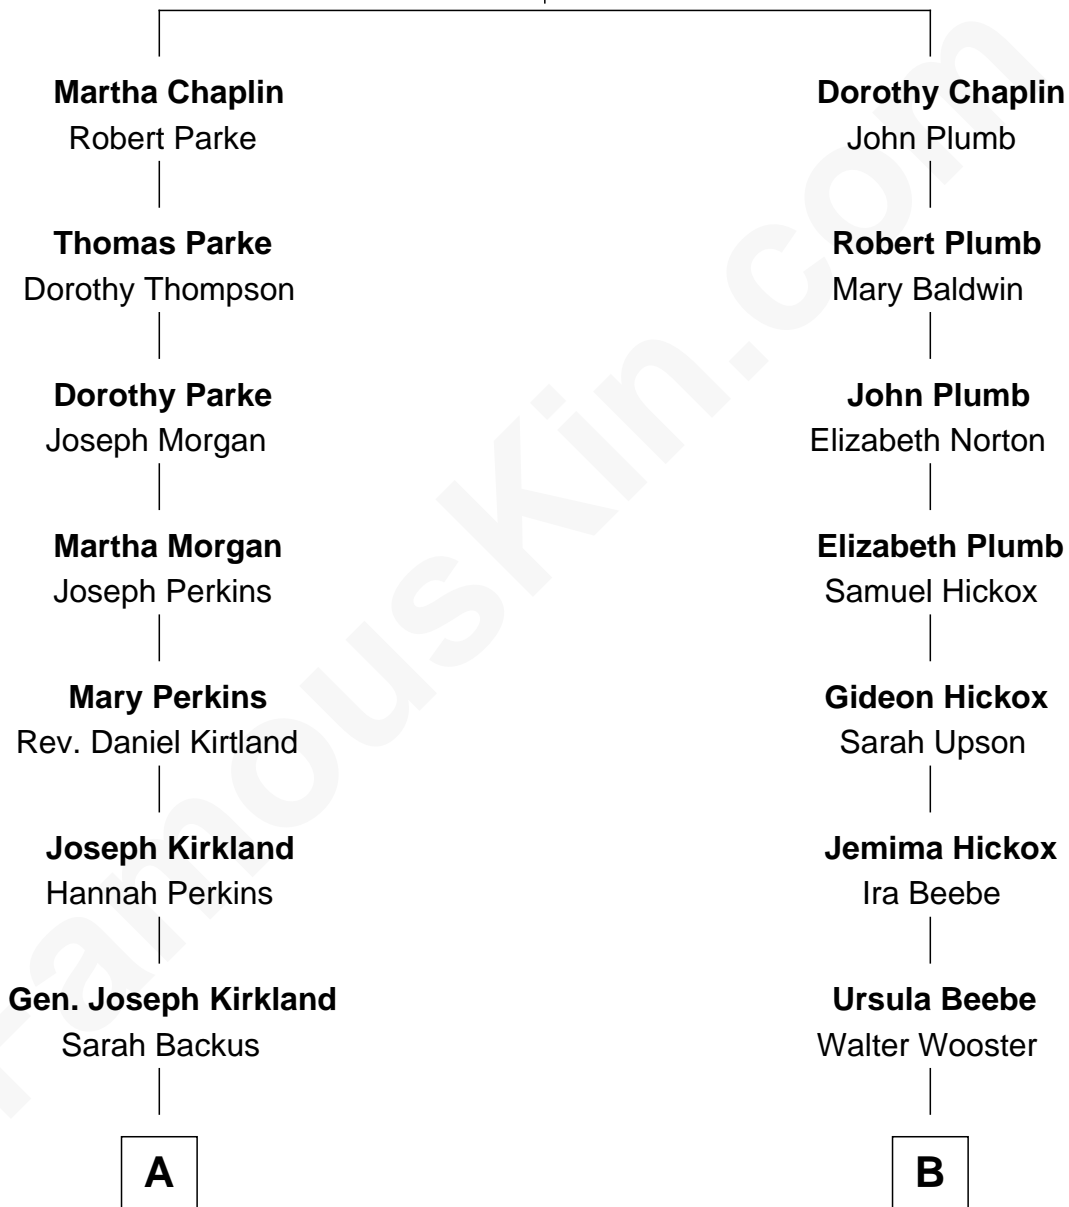 Martha Chaplin
Robert Parke
Thomas Parke
Dorothy Thompson
Dorothy Parke
Joseph Morgan
Martha Morgan
Joseph Perkins
Mary Perkins
Rev. Daniel Kirtland
Joseph Kirkland
Hannah Perkins
Gen. Joseph Kirkland
Sarah Backus
A
Dorothy Chaplin
John Plumb
Robert Plumb
Mary Baldwin
John Plumb
Elizabeth Norton
Elizabeth Plumb
Samuel Hickox
Gideon Hickox
Sarah Upson
Jemima Hickox
Ira Beebe
Ursula Beebe
Walter Wooster
B
FamousKin.com